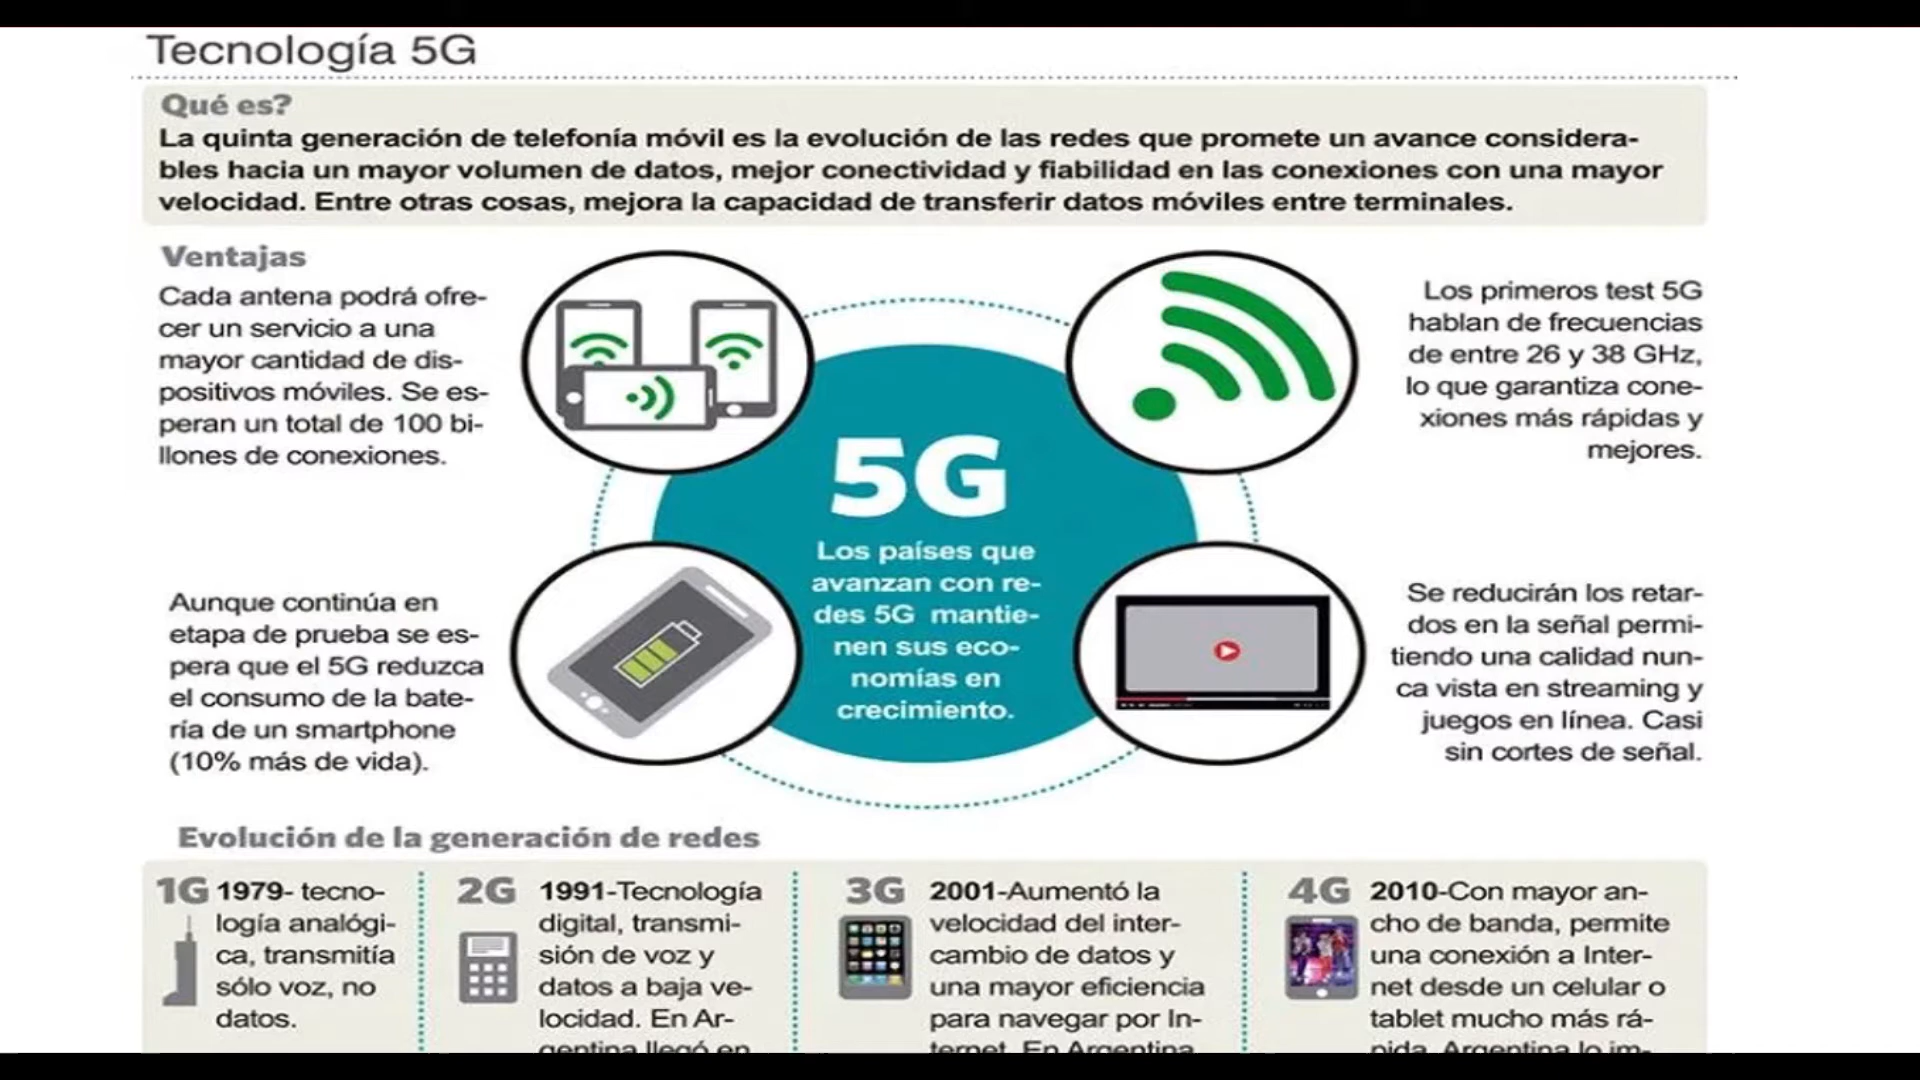 Tecnología 5G
Qué es?
La quinta generación de telefonía móvil es la evolución de las redes que promete un avance considera-
bles hacia un mayor volumen de datos, mejor conectividad y fiabilidad en las conexiones con una mayor
velocidad. Entre otras cosas, mejora la capacidad de transferir datos móviles entre terminales.
Ventajas
Cada antena podrá ofre-
cer un servicio a una
mayor cantidad de dis-
positivos móviles. Se es-
peran un total de 100 bi-
llones de conexiones.
Los primeros test 5G
hablan de frecuencias
de entre 26 y 38 GHz,
lo que garantiza cone-
xiones más rápidas y
mejores.
5G
Los países que
avanzan con re-
des 5G mantie-
nen sus eco-
nomías en
crecimiento.
Aunque continúa en
etapa de prueba se es-
pera que el 5G reduzca
el consumo de la bate-
ría de un smartphone
(10% más de vida).
Se reducirán los retar-
dos en la señal permi-
tiendo una calidad nun-
ca vista en streaming y
juegos en línea. Casi
sin cortes de señal.
Evolución de la generación de redes
1G 1979- tecno-
logía analógi-
ca, transmitía
sólo voz, no
datos.
2G 1991-Tecnología
digital, transmi-
sión de voz y
datos a baja ve-
locidad. En Ar-
gentina llegó en
3G 2001-Aumentó la
velocidad del inter-
cambio de datos y
una mayor eficiencia
para navegar por In-
ternet. En Argentina
4G 2010-Con mayor an-
cho de banda, permite
una conexión a Inter-
net desde un celular o
tablet mucho más rá-
pida. Argentina lo im-